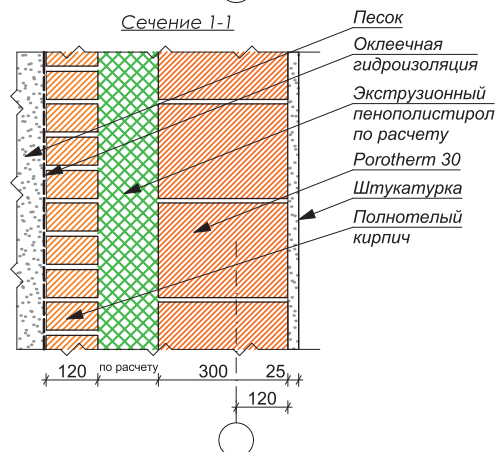 Сечение 1-1
Песок
Оклеечная
гидроизоляция
Экструзионный
пенополистирол
по расчету
Porotherm 30
Штукатурка
Полнотелый
кирпич
120 по расчету 300 25
120